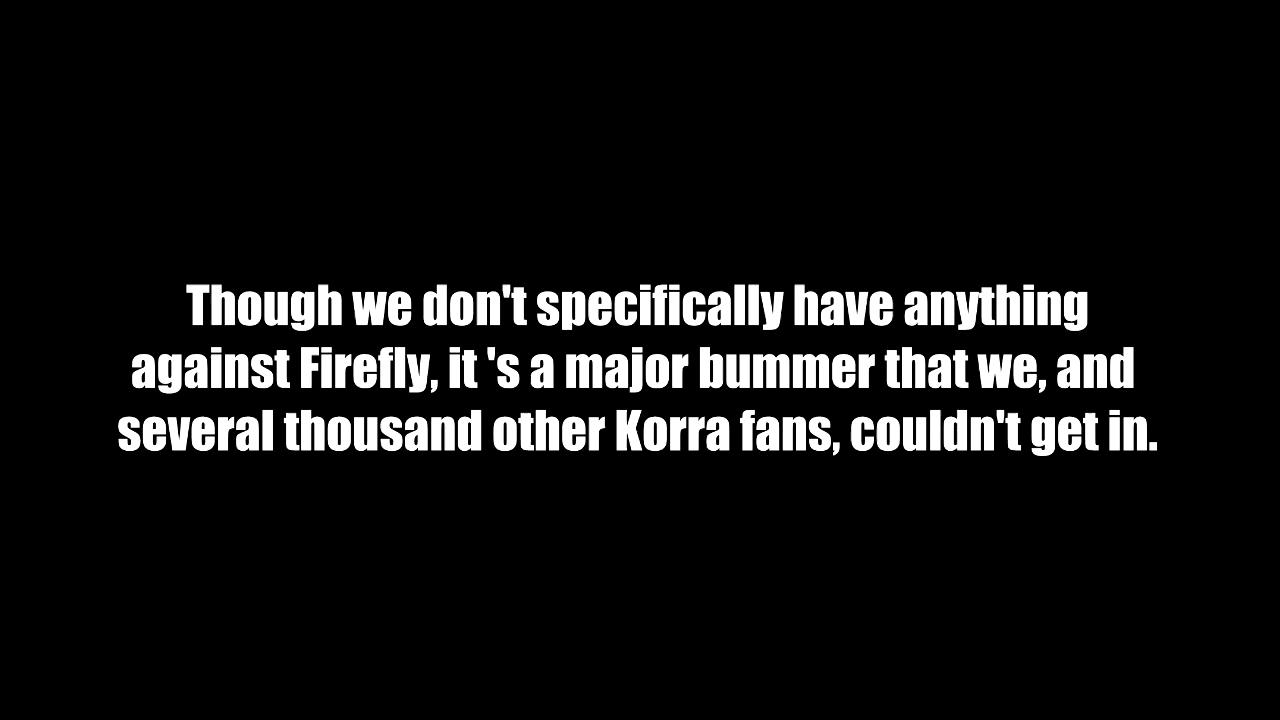 Though we don't specifically have anything
against Firefly, it 's a major bummer that we, and
several thousand other Korra fans, couldn't get in.